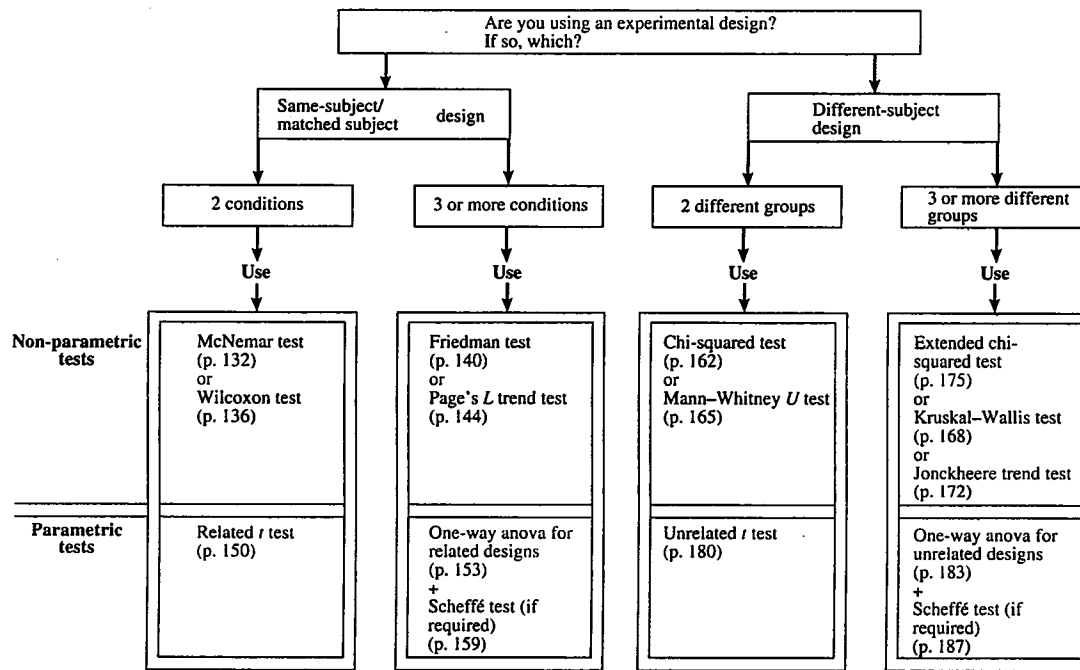 Are you using an experimental design?
If so, which?
Same-subject/
matched subject design
Different-subject
design
2 conditions
3 or more conditions
2 different groups
3 or more different
groups
Use
Use
Use
Use
Non-parametric
tests
McNemar test
(p. 132)
or
Wilcoxon test
(p. 136)
Friedman test
(p. 140)
or
Page's L trend test
(p. 144)
Chi-squared test
(p. 162)
or
Mann–Whitney U test
(p. 165)
Extended chi-
squared test
(p. 175)
or
Kruskal–Wallis test
(p. 168)
or
Jonckheere trend test
(p. 172)
Parametric
tests
Related t test
(p. 150)
One-way anova for
related designs
(p. 153)
+
Scheffé test (if
required)
(p. 159)
Unrelated t test
(p. 180)
One-way anova for
unrelated designs
(p. 183)
+
Scheffé test (if
required)
(p. 187)